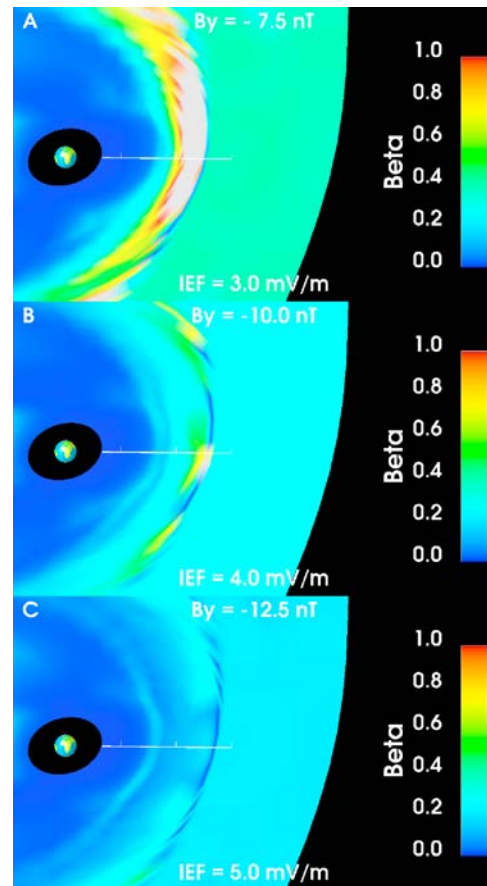 A
By = - 7.5 nT
1.0
0.8
0.6
0.4
0.2
0.0
Beta
IEF = 3.0 mV/m
B
By = -10.0 nT
1.0
0.8
0.6
0.4
0.2
0.0
Beta
IEF = 4.0 mV/m
C
By = -12.5 nT
1.0
0.8
0.6
0.4
0.2
0.0
Beta
IEF = 5.0 mV/m